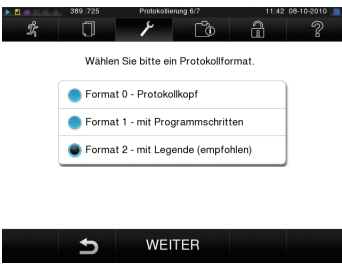 389 :725 Protokollierung 6/7 11:42 08-10-2010
Wählen Sie bitte ein Protokollformat.
Format 0 - Protokollkopf
Format 1 - mit Programmschritten
Format 2 - mit Legende (empfohlen)
WEITER